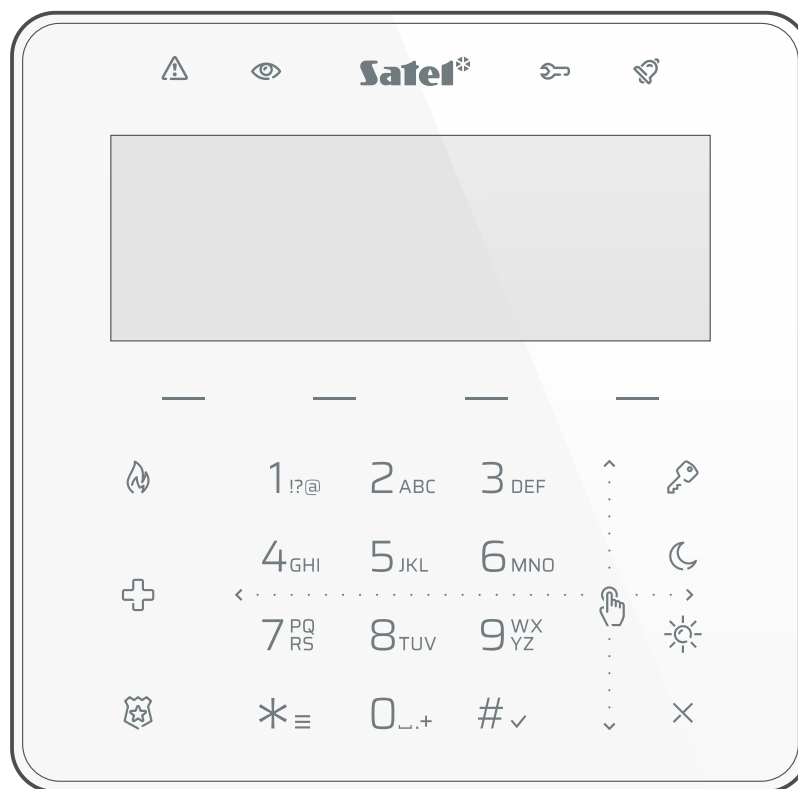 Satel
1 !?@ 2 ABC 3 DEF
4 GHI 5 JKL 6 MNO
7 PQRS 8 TUV 9 WXYZ
* 0 ␣.+ #